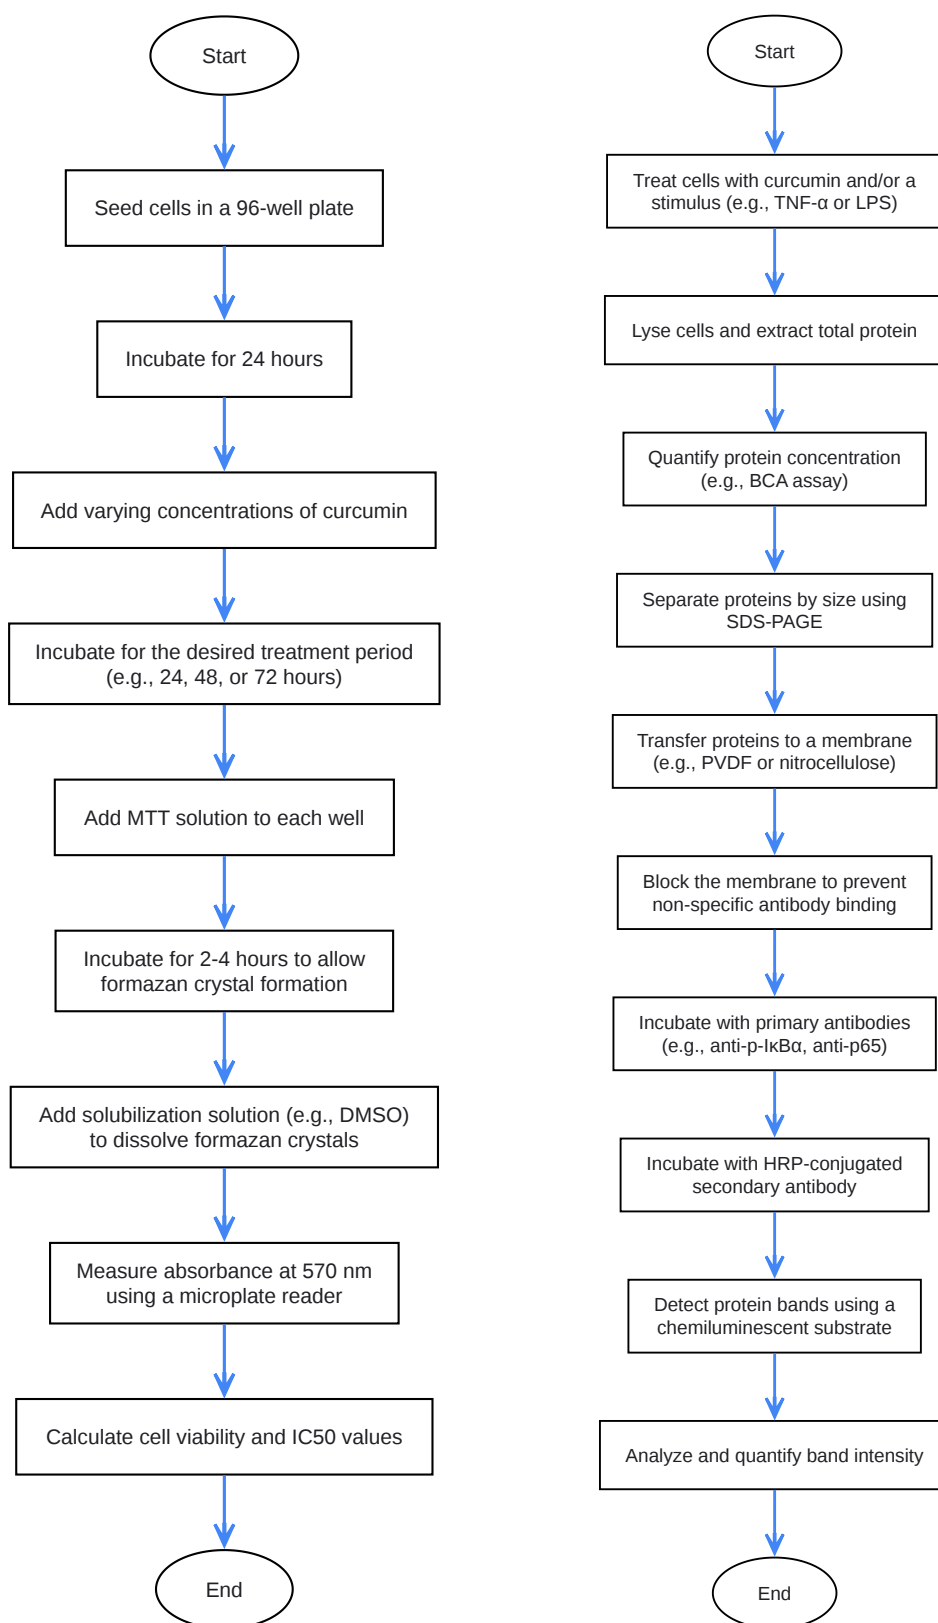 Start
Seed cells in a 96-well plate
Incubate for 24 hours
Add varying concentrations of curcumin
Incubate for the desired treatment period
(e.g., 24, 48, or 72 hours)
Add MTT solution to each well
Incubate for 2-4 hours to allow
formazan crystal formation
Add solubilization solution (e.g., DMSO)
to dissolve formazan crystals
Measure absorbance at 570 nm
using a microplate reader
Calculate cell viability and IC50 values
End
Start
Treat cells with curcumin and/or a
stimulus (e.g., TNF-α or LPS)
Lyse cells and extract total protein
Quantify protein concentration
(e.g., BCA assay)
Separate proteins by size using
SDS-PAGE
Transfer proteins to a membrane
(e.g., PVDF or nitrocellulose)
Block the membrane to prevent
non-specific antibody binding
Incubate with primary antibodies
(e.g., anti-p-IκBα, anti-p65)
Incubate with HRP-conjugated
secondary antibody
Detect protein bands using a
chemiluminescent substrate
Analyze and quantify band intensity
End